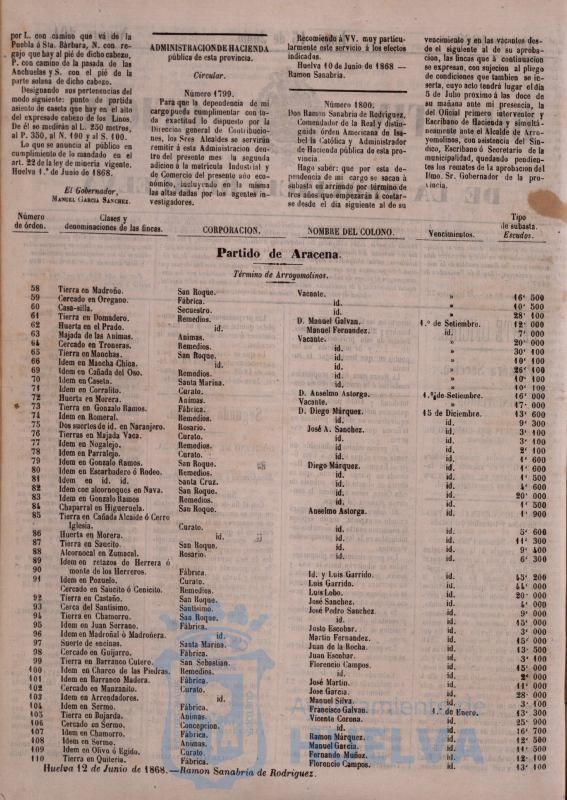 por L. con camino que vá de la
Puebla á Sta. Bárbara, N. con re-
gajo que hay al pié de dicho cabezo,
P. con camino de la pasada de las
Anchuelas y S. con el pié de la
parte solana de dicho cabezo.
Designando sus pertenencias del
modo siguiente: punto de partida
asiento de caseta que hay en el alto
del espresado cabezo de los Linos.
De él se medirán al L. 250 metros,
al P. 350, al N. 100 y al S. 100.
Lo que se anuncia al público en
cumplimiento de lo mandado en el
art. 22 de la ley de minería vigente.
Huelva 1.º de Junio de 1868.
El Gobernador,
MANUEL GARCIA SANCHEZ.
ADMINISTRACION DE HACIENDA
pública de esta provincia.
Circular.
Número 1799.
Para que la dependencia de mi
cargo pueda cumplimentar con to-
da exactitud lo dispuesto por la
Direccion general de Contribucio-
nes, los Sres Alcaldes se servirán
remitir á esta Administracion den-
tro del presente mes la segunda
adicion á la matrícula Industrial y
de Comercio del presente año eco-
nómico, incluyendo en la misma
las altas dadas por los agentes in-
vestigadores.
Recomiendo á VV. muy particu-
larmente este servicio á los efectos
indicados.
Huelva 10 de Junio de 1868—
Ramon Sanabria.
Número 1800.
Don Ramon Sanabria de Rodriguez,
Comendador de la Real y distin-
guida órden Americana de Isa-
bel la Católica y Administrador
de Hacienda pública de esta pro-
vincia.
Hago saber: que por esta de-
pendencia de mi cargo se sacan á
subasta en arriendo por término de
tres años que empezarán á contar-
se desde el dia siguiente al de su
vencimiento y en las vacantes des-
de el siguiente al de su aproba-
cion, las fincas que á continuacion
se expresan, con sujecion al pliego
de condiciones que tambien se in-
serta, cuyo acto tendrá lugar el dia
5 de Julio próximo á las doce de
su mañana ante mi presencia, la
del Oficial primero interventor y
Escribano de Hacienda y simultá-
neamente ante el Alcalde de Arro-
yomolinos, con asistencia del Sín-
dico, Escribano ó Secretario de la
municipalidad, quedando pendien-
tes los remates de la aprobacion del
Ilmo. Sr. Gobernador de la pro-
vincia.
Número de órden. Clases y denominaciones de las fincas. CORPORACION. NOMBRE DEL COLONO. Vencimientos. Tipo de subasta. Escudos.
Partido de Aracena.
Término de Arroyomolinos.
58 Tierra en Madroño. San Roque. Vacante. » 16‘ 500
59 Cercado en Oregano. Fábrica. id. » 10‘ 500
60 Casa-silla. Secuestro. id. » 28‘ 100
61 Tierra en Domadero. Remedios. D. Manuel Galvan. 1.º de Setiembre. 12‘ 000
62 Huerta en el Prado. id. Manuel Fernandez. id. 7‘ 000
63 Majada de las Animas. Animas. Vacante. » 20‘ 000
64 Cercado en Troneras. Remedios. id. » 30‘ 100
65 Tierra en Manchas. San Roque. id. » 10‘ 100
66 Idem en Mancha-Chica. id. id. » 26‘ 100
69 Idem en Cañada del Oso. Remedios. id. » 10‘ 100
70 Idem en Caseta. Santa Marina. id. » 10‘ 100
71 Idem en Corralito. Curato. D. Anselmo Astorga. 1.º de Setiembre. 16‘ 000
72 Huerta en Morera. Animas. Vacante. » 17‘ 000
73 Tierra en Gonzalo Ramos. Fábrica. D. Diego Márquez. 15 de Diciembre. 13‘ 600
74 Idem en Romeral. Remedios. id. id. 9‘ 300
75 Dos suertes de id. en Naranjero. Rosario. José A. Sanchez. id. 3‘ 100
76 Tierras en Majada Vaca. Curato. id. id. 3‘ 100
77 Idem en Nogalejo. Remedios. id. id. 2‘ 100
78 Idem en Parralejo. Curato. id. id. 1‘ 600
79 Idem en Gonzalo Ramos. San Roque. Diego Márquez. id. 1‘ 600
80 Idem en Escarbadero ó Rodeo. Remedios. id. id. 1‘ 500
81 Idem en id. id. Santa Cruz. id. id. 4‘ 600
82 Idem con alcornoques en Nava. San Roque. id. id. 20‘ 000
83 Idem en Gonzalo Ramos Remedios. id. id. 1‘ 500
84 Chaparral en Higueruela. San Roque. Anselmo Astorga. id. 1‘ 900
85 Tierra en Cañada Alcaide ó Cerro
Iglesia. Curato. id. id. 5‘ 600
86 Huerta en Morera. id. id. id. 11‘ 300
87 Tierra en Saucito. San Roque. id. id. 9‘ 400
88 Alcornocal en Zumacal. Rosario. id. id. 6‘ 300
89 Idem en retazos de Herrera ó
90 monte de los Herreros. Fábrica. Id. y Luis Garrido. id. 45‘ 200
91 Idem en Pozuelo. Curato. Luis Garrido. id. 44‘ 000
Cercado en Saucito ó Cenicito. Remedios. Luis Lobo. id. 20‘ 000
92 Tierra en Castaño. San Roque. José Sanchez. id. 4‘ 000
93 Cerca del Santísimo. Santísimo. José Pedro Sanchez. id. 9‘ 000
94 Tierra en Chamorro. San Roque. id. id. 15‘ 000
95 Idem en Juan Serrano. Fábrica. Justo Escobar. id. 3‘ 000
96 Idem en Madroñal ó Madroñera. id. Martin Fernandez. id. 15‘ 000
97 Suerte de encinas. Santa Marina. Juan de la Rocha. id. 13‘ 500
98 Cercado en Guijarro. Fábrica. Juan Escobar. id. 3‘ 100
99 Tierra en Barranco Cutero. San Sebastian. Florencio Campos. id. 15‘ 000
100 Idem en Charco de las Piedras. Remedios. id. id. 2‘ 000
101 Idem en Barranco Madera. Fábrica. José Martin. id. 11‘ 000
102 Cercado en Manzanito. Curato. José García. id. 28‘ 000
103 Idem en Arrendadores. id. Manuel Silva. id. 3‘ 100
104 Idem en Sermo. Fábrica. Francisco Galvan 1.º de Enero. 13‘ 300
105 Tierra en Bujarda. Animas. Vicente Corona. id. 25‘ 900
106 Cercado en Sermo. Concepcion. id. id. 16‘ 700
107 Idem en Chamorro. Fábrica. Ramon Márquez. id. 12‘ 500
108 Idem en Sermo. Animas. Manuel García. id. 11‘ 500
109 Idem en Olivo ó Egido. Curato. Fernando Muñoz. id. 12‘ 100
110 Tierra en Quiteria. Fábrica. Florencio Campos. id. 13‘ 100
Huelva 12 de Junio de 1868.—Ramon Sanabria de Rodriguez.
Ayuntamiento de
HUELVA